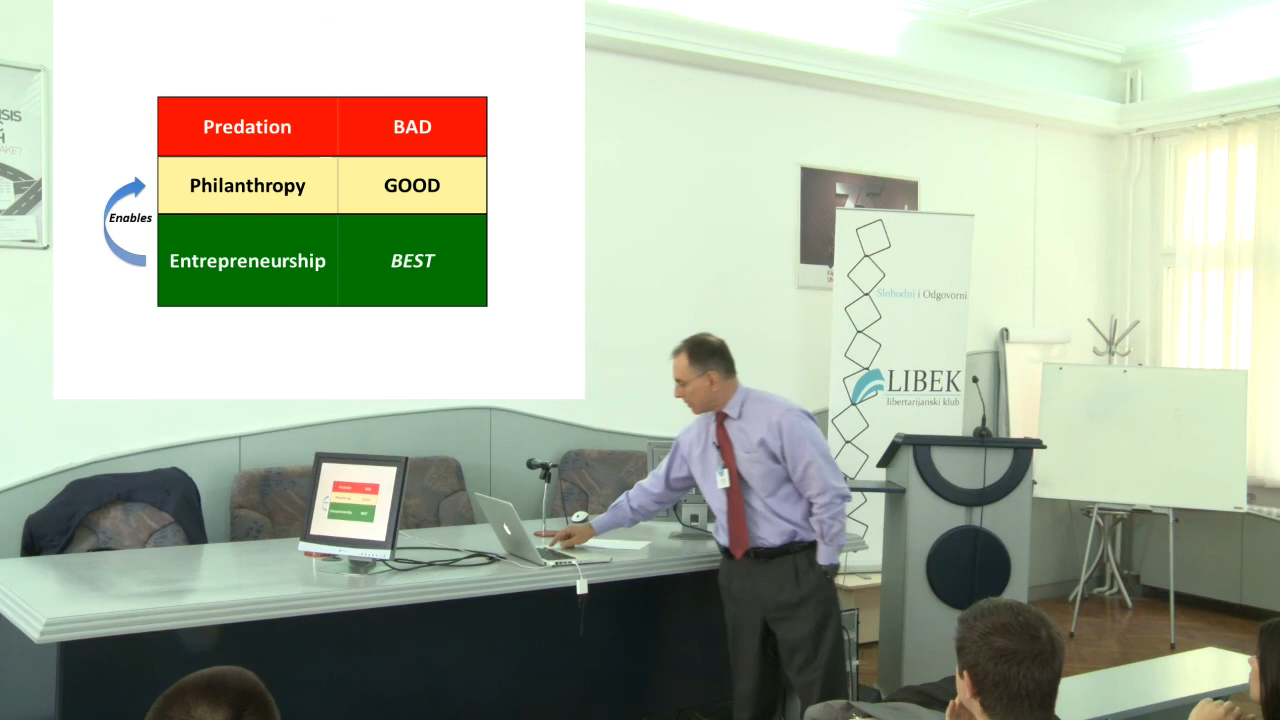 Predation BAD
Philanthropy GOOD
Enables
Entrepreneurship BEST
Slobodni i Odgovorni
LIBEK
libertarijanski klub